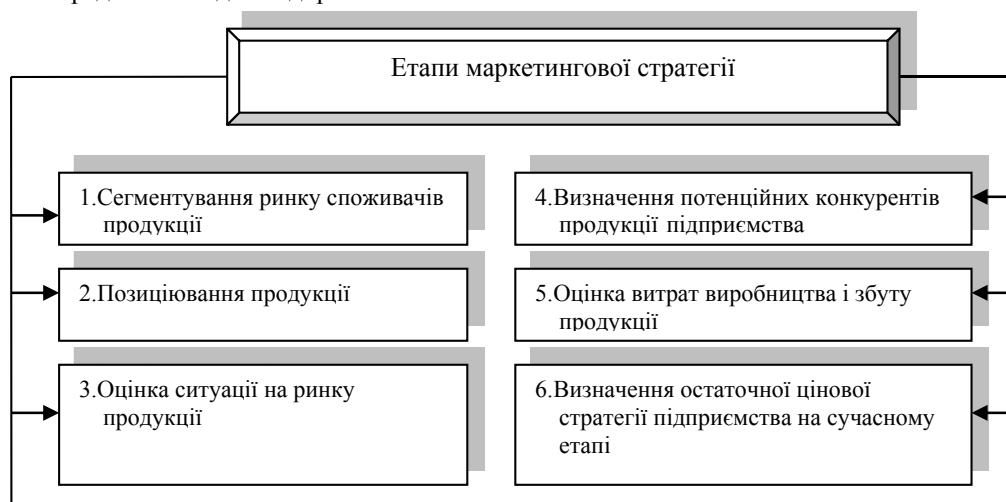 Етапи маркетингової стратегії
1.Сегментування ринку споживачів
продукції
2.Позиціювання продукції
3.Оцінка ситуації на ринку
продукції
4.Визначення потенційних конкурентів
продукції підприємства
5.Оцінка витрат виробництва і збуту
продукції
6.Визначення остаточної цінової
стратегії підприємства на сучасному
етапі